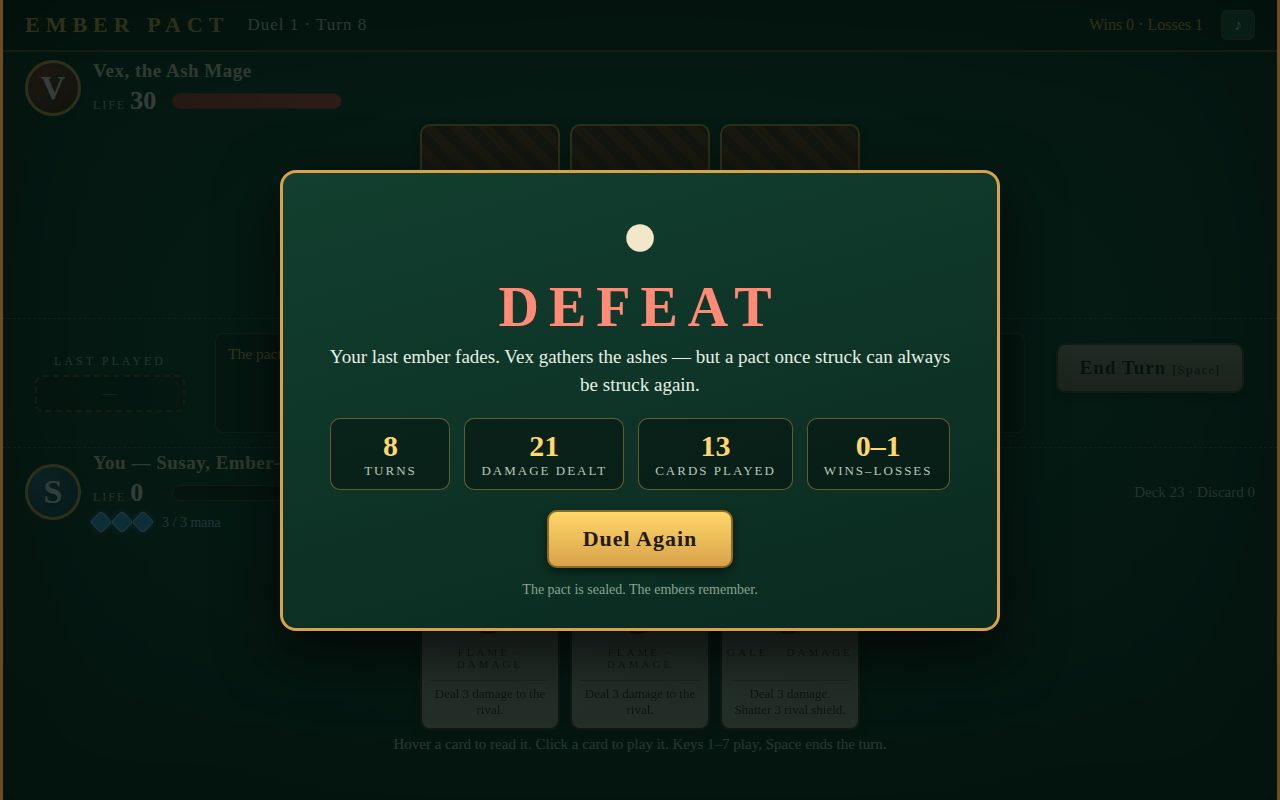 EMBER PACT
Duel 1 · Turn 8
Wins 0 · Losses 1
♪
V
Vex, the Ash Mage
LIFE 30
DEFEAT
Your last ember fades. Vex gathers the ashes — but a pact once struck can always
be struck again.
LAST PLAYED
—
The pac
End Turn [Space]
8
TURNS
21
DAMAGE DEALT
13
CARDS PLAYED
0–1
WINS–LOSSES
S
You — Susay, Ember-
LIFE 0
3 / 3 mana
Deck 23 · Discard 0
Duel Again
The pact is sealed. The embers remember.
FLAME ·
DAMAGE
Deal 3 damage to the
rival.
FLAME ·
DAMAGE
Deal 3 damage to the
rival.
GALE · DAMAGE
Deal 3 damage.
Shatter 3 rival shield.
Hover a card to read it. Click a card to play it. Keys 1–7 play, Space ends the turn.